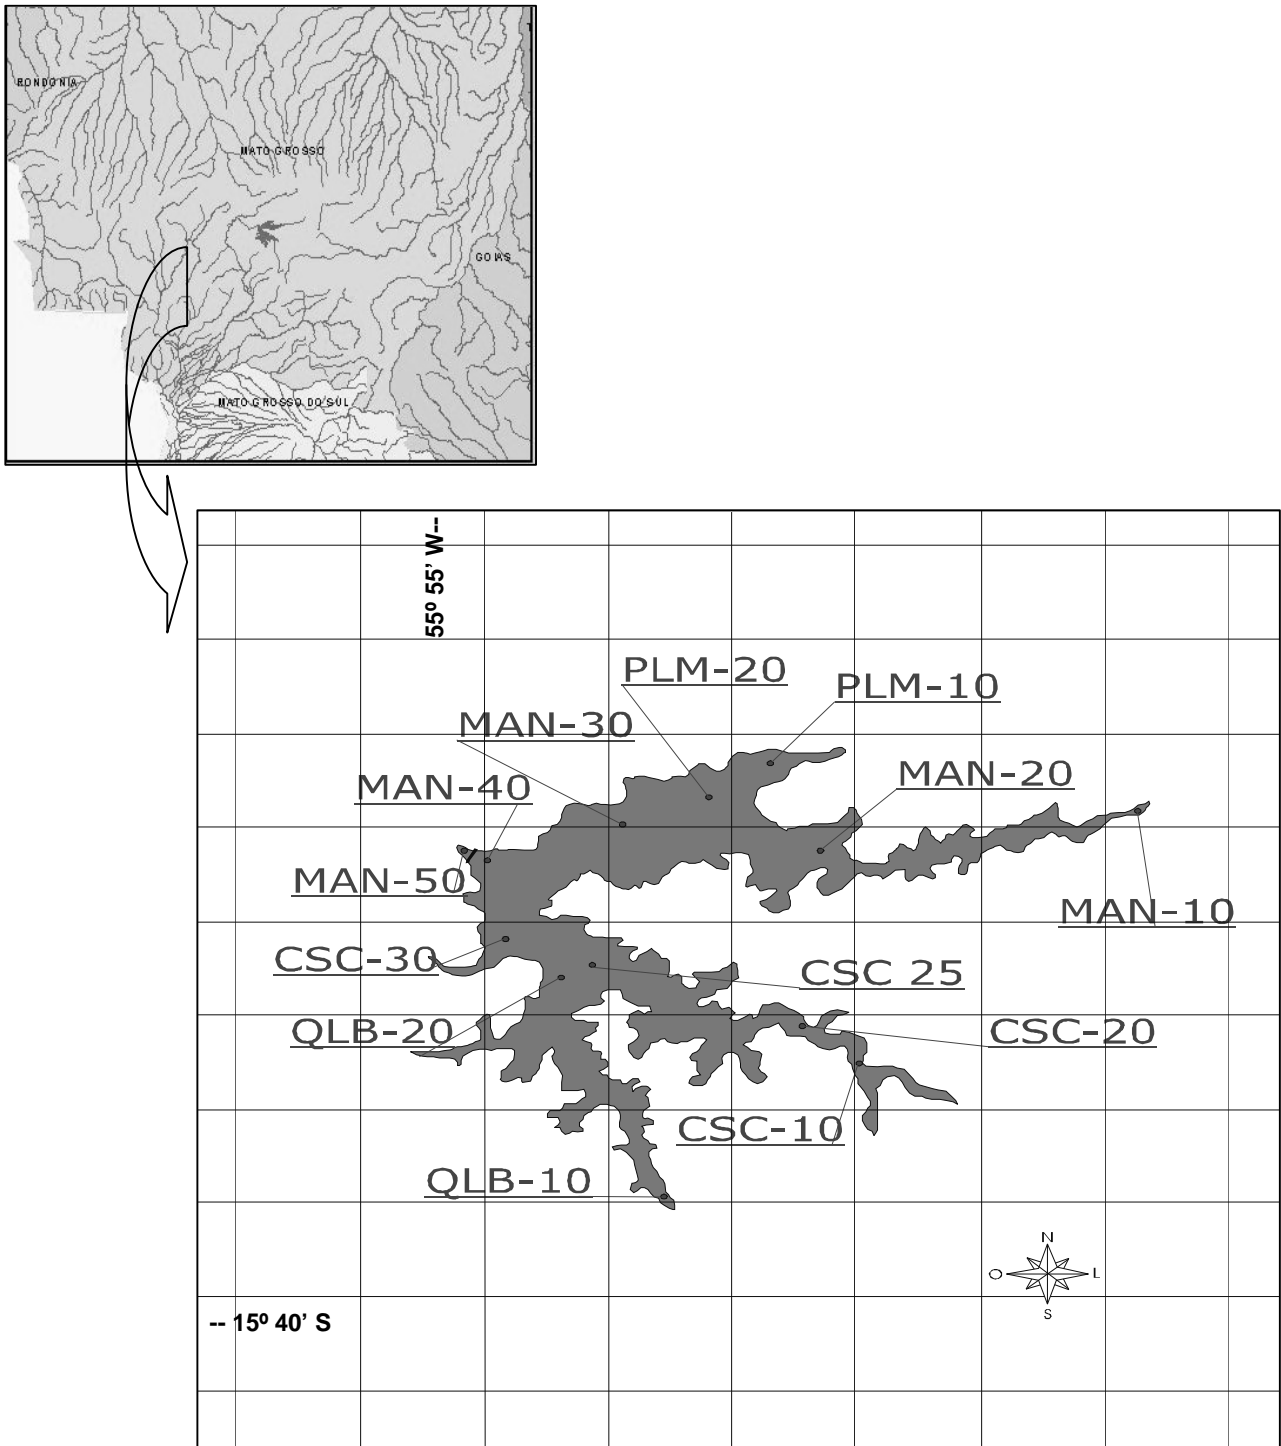 RONDONIA
MATO GROSSO
GOIAS
MATO GROSSO DO SUL
55º 55’ W--
PLM-20
PLM-10
MAN-30
MAN-20
MAN-40
MAN-50
MAN-10
CSC-30
CSC 25
QLB-20
CSC-20
CSC-10
QLB-10
N
O
L
S
-- 15º 40’ S